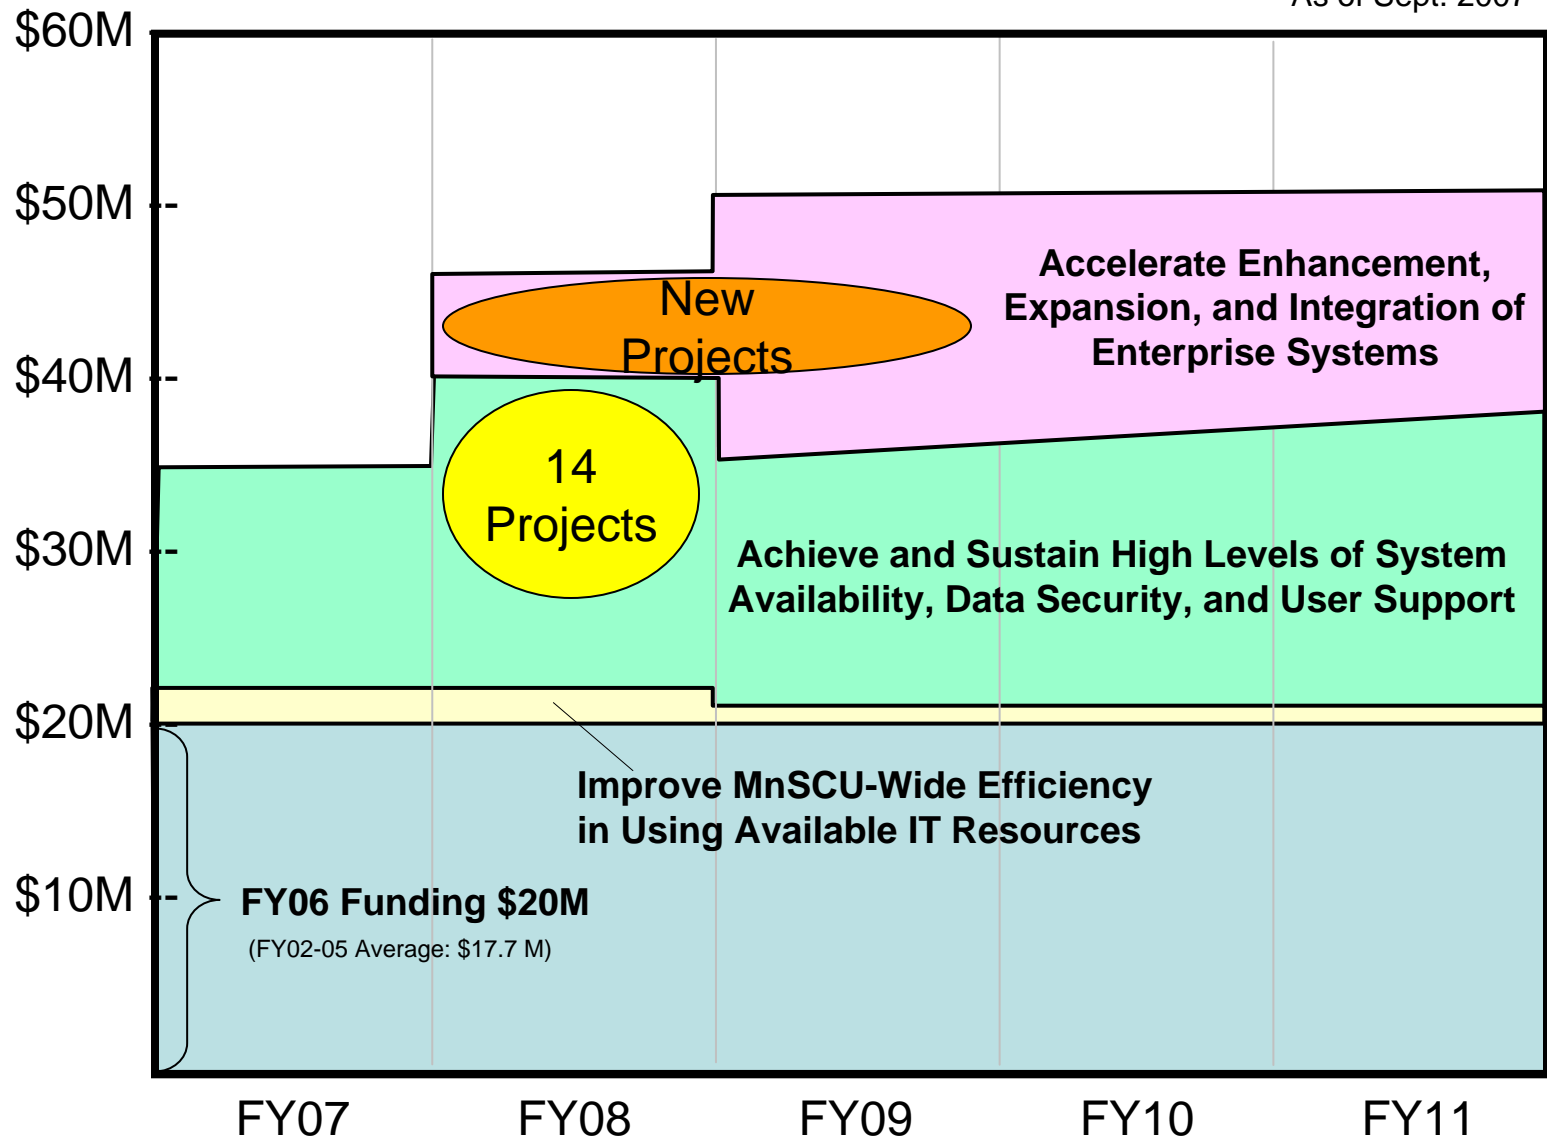 As of Sept. 2007
$60M
$50M
$40M
$30M
$20M
$10M
New
Projects
Accelerate Enhancement,
Expansion, and Integration of
Enterprise Systems
14
Projects
Achieve and Sustain High Levels of System
Availability, Data Security, and User Support
Improve MnSCU-Wide Efficiency
in Using Available IT Resources
FY06 Funding $20M
(FY02-05 Average: $17.7 M)
FY07 FY08 FY09 FY10 FY11